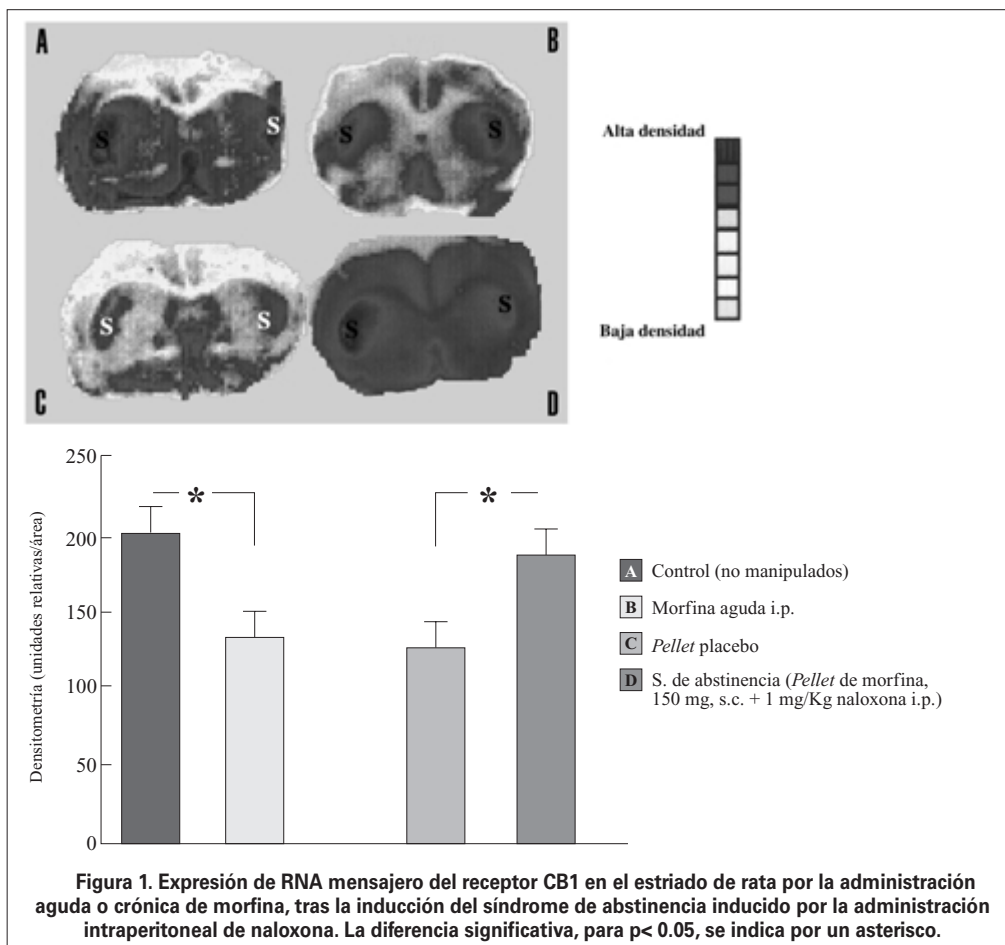 A
B
S
S
S
S
Alta densidad
Baja densidad
S
S
S
S
C
D
250
200
150
100
50
0
Densitometría (unidades relativas/área)
*
*
A Control (no manipulados)
B Morfina aguda i.p.
C Pellet placebo
D S. de abstinencia (Pellet de morfina,
150 mg, s.c. + 1 mg/Kg naloxona i.p.)
Figura 1. Expresión de RNA mensajero del receptor CB1 en el estriado de rata por la administración
aguda o crónica de morfina, tras la inducción del síndrome de abstinencia inducido por la administración
intraperitoneal de naloxona. La diferencia significativa, para p< 0.05, se indica por un asterisco.